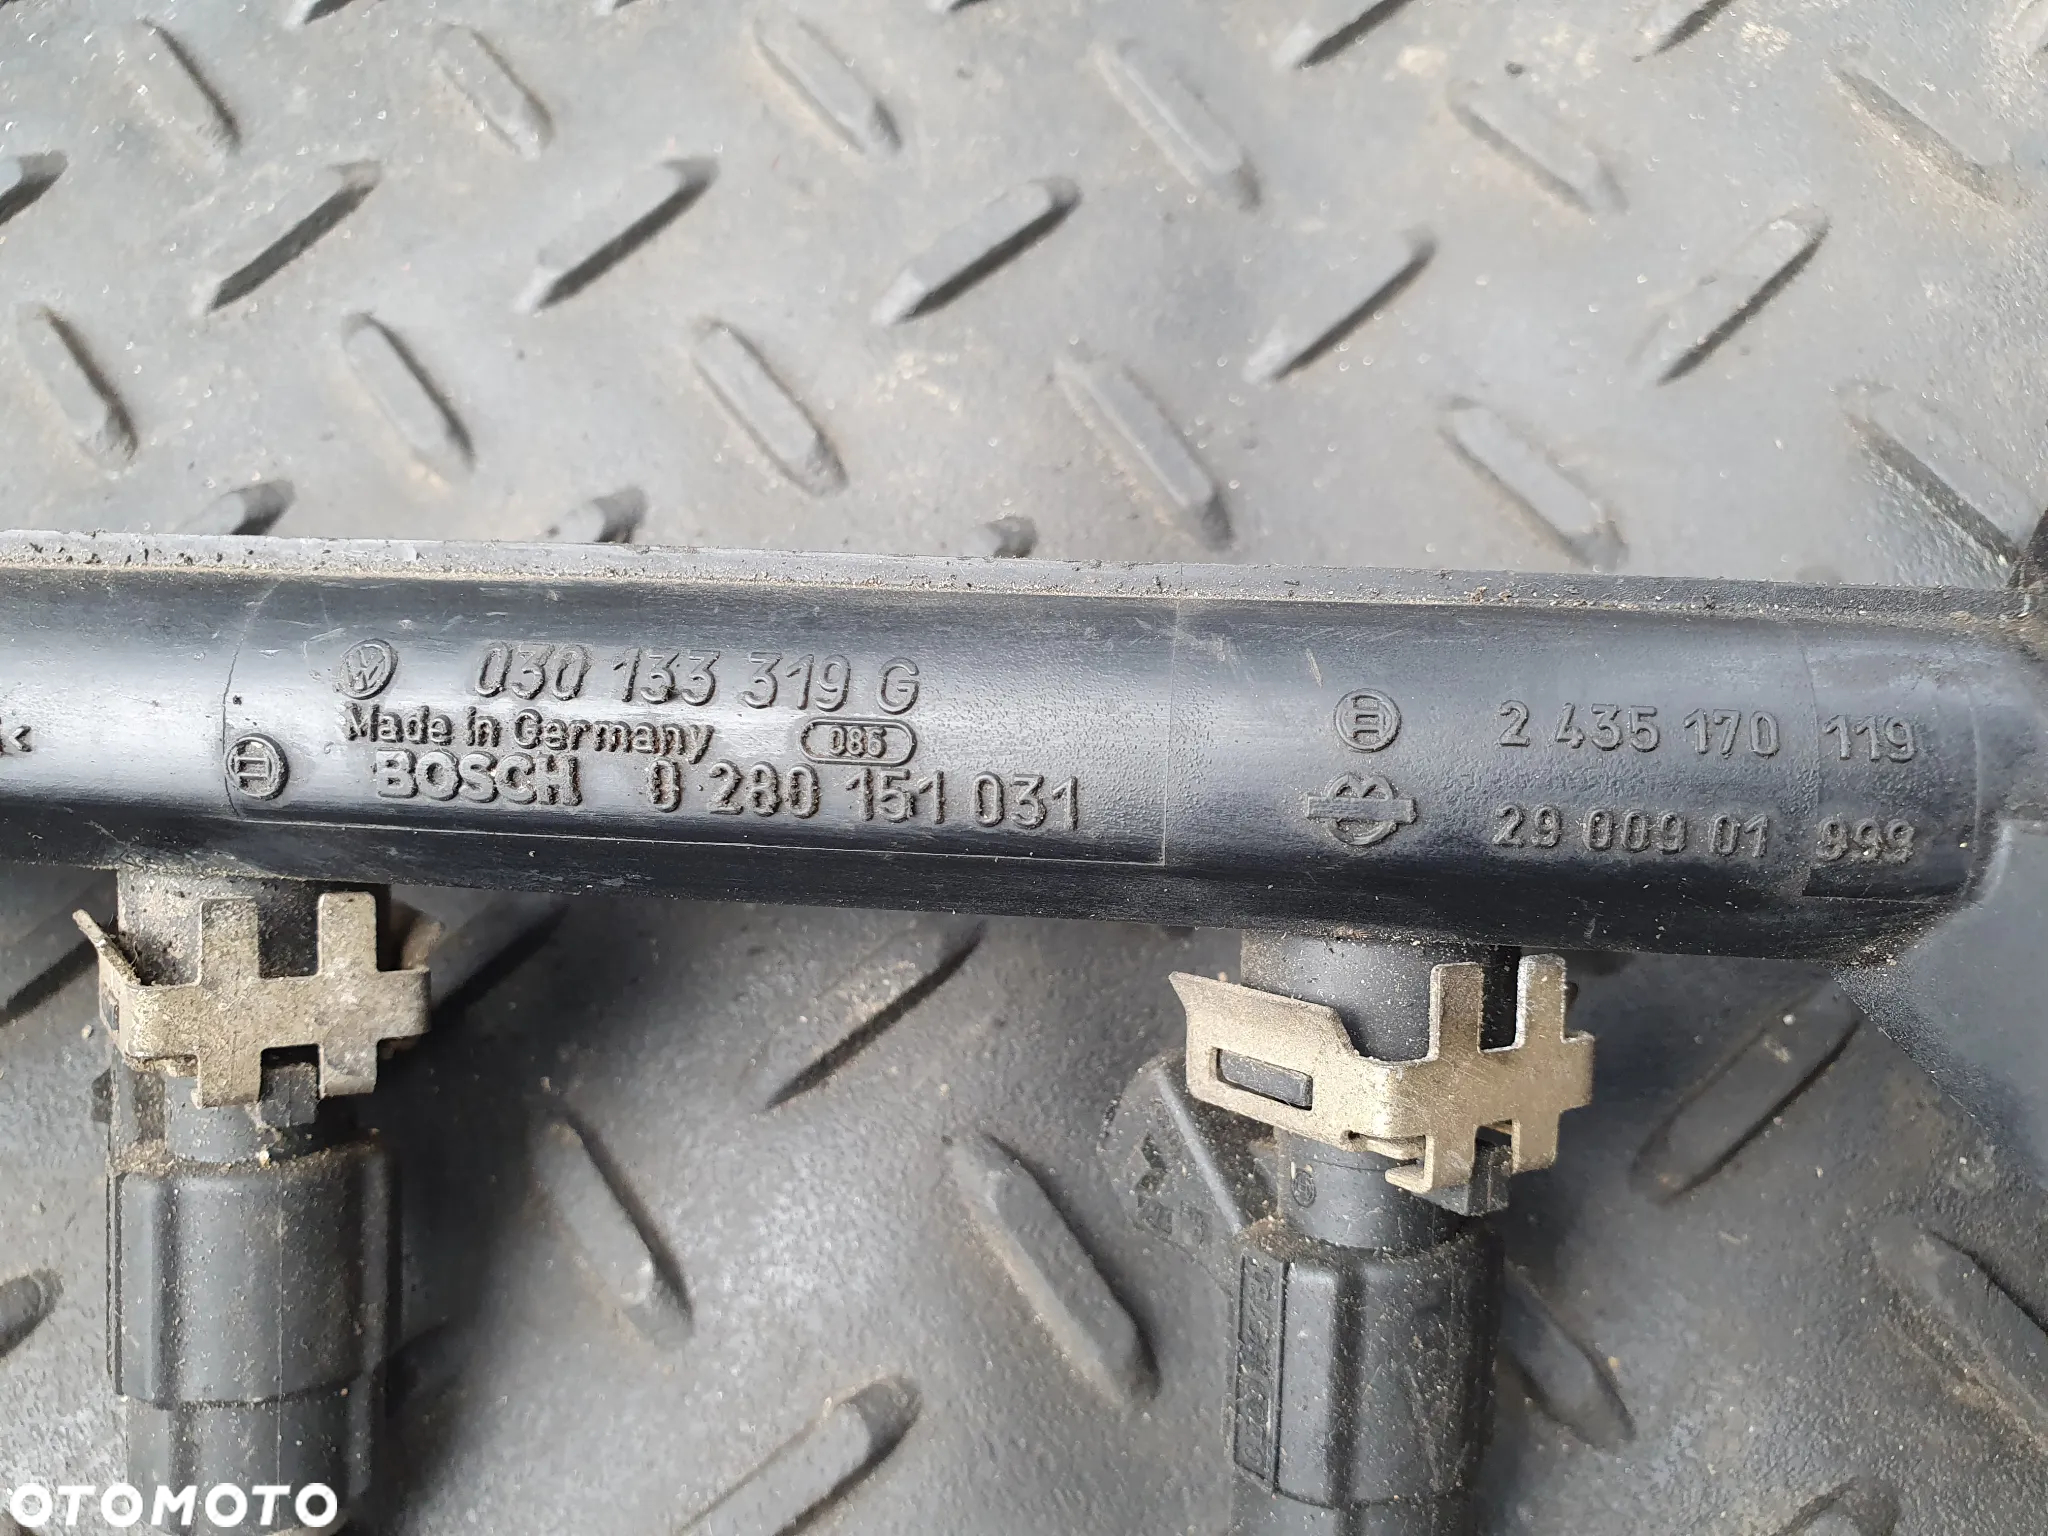 030 133 319 G
Made in Germany 086
BOSCH 0 280 151 031
2 435 170 119
29 009 01 999
OTOMOTO